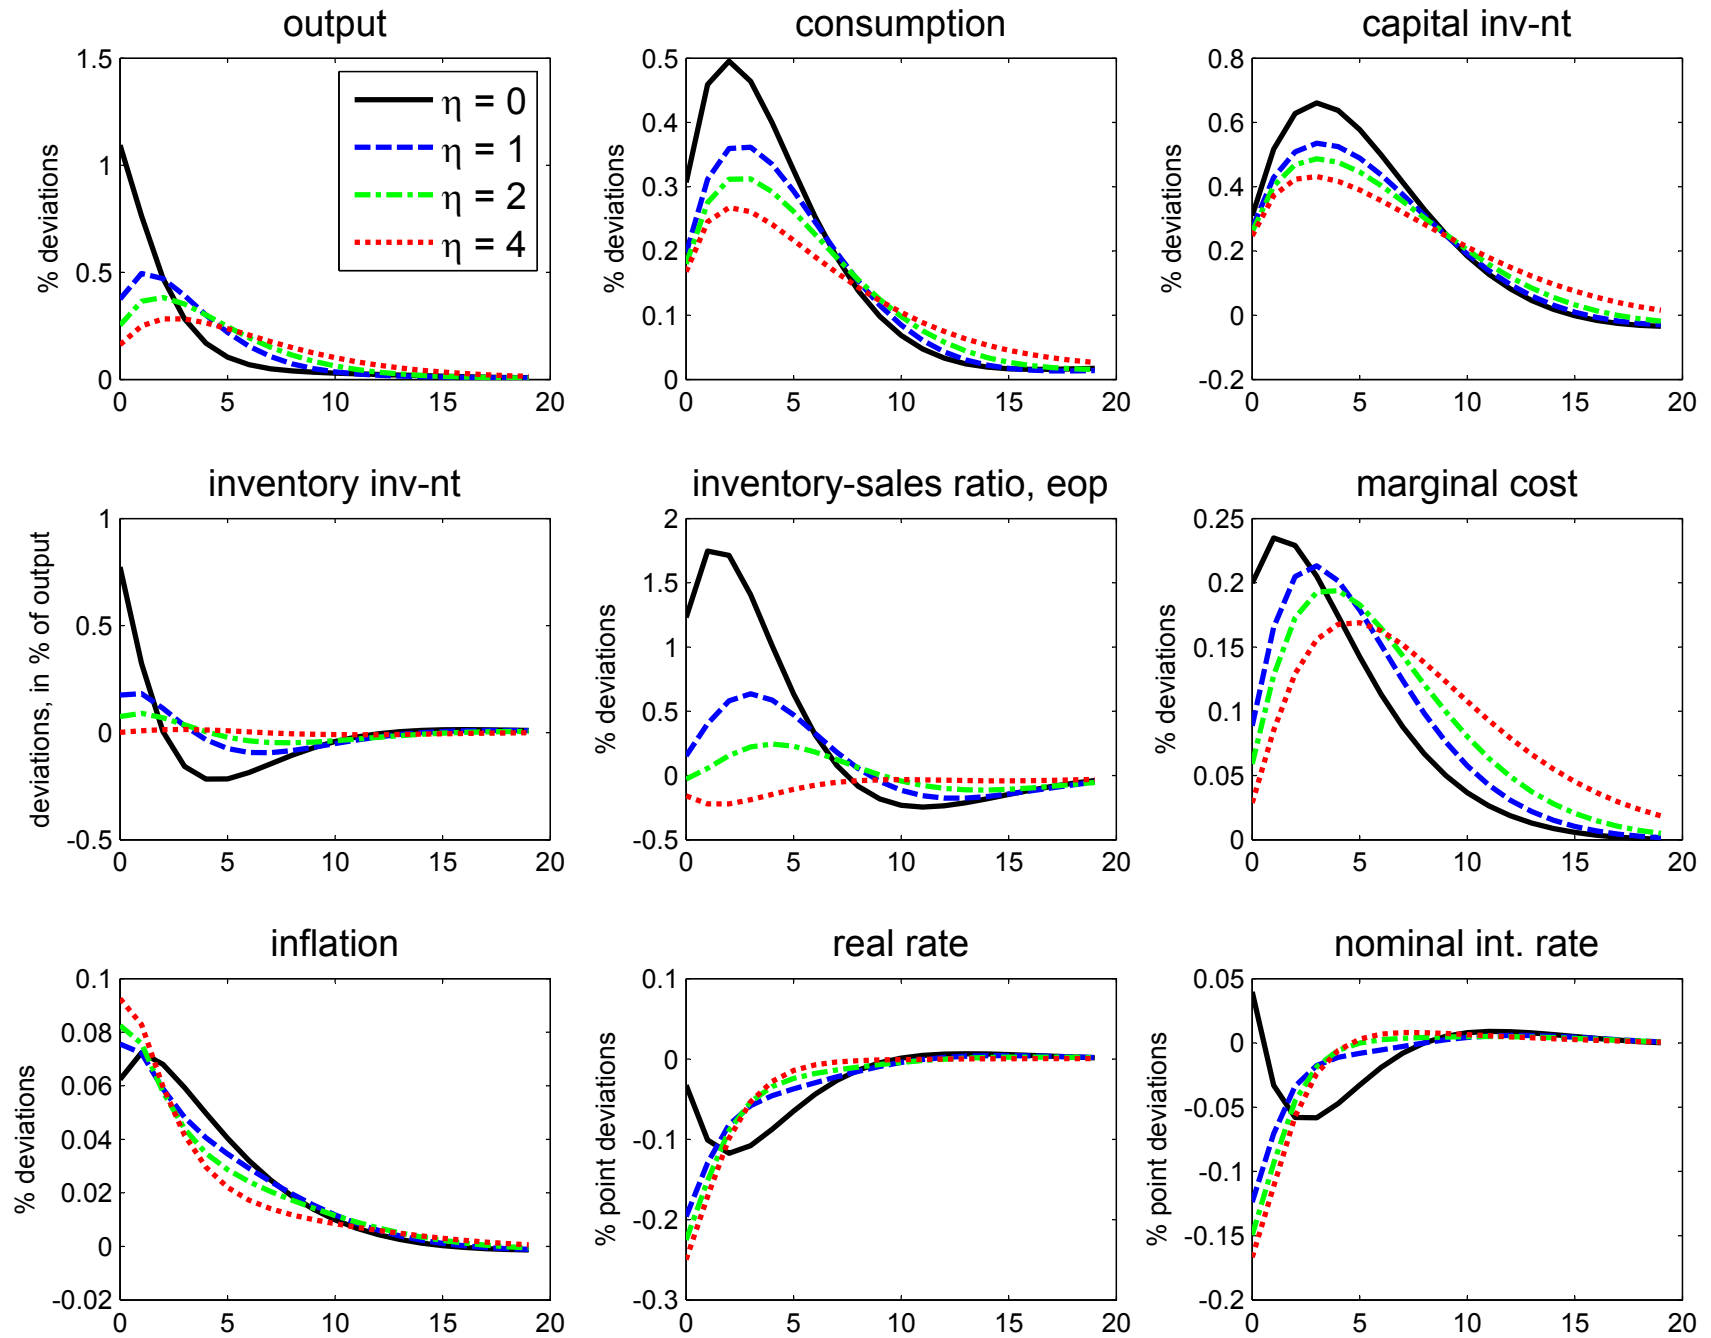 output
% deviations
1.5
1
0.5
0
0 5 10 15 20
η = 0
η = 1
η = 2
η = 4
consumption
% deviations
0.5
0.4
0.3
0.2
0.1
0
0 5 10 15 20
capital inv-nt
% deviations
0.8
0.6
0.4
0.2
0
-0.2
0 5 10 15 20
inventory inv-nt
deviations, in % of output
1
0.5
0
-0.5
0 5 10 15 20
inventory-sales ratio, eop
% deviations
2
1.5
1
0.5
0
-0.5
0 5 10 15 20
marginal cost
% deviations
0.25
0.2
0.15
0.1
0.05
0
0 5 10 15 20
inflation
% deviations
0.1
0.08
0.06
0.04
0.02
0
-0.02
0 5 10 15 20
real rate
% point deviations
0.1
0
-0.1
-0.2
-0.3
0 5 10 15 20
nominal int. rate
% point deviations
0.05
0
-0.05
-0.1
-0.15
-0.2
0 5 10 15 20